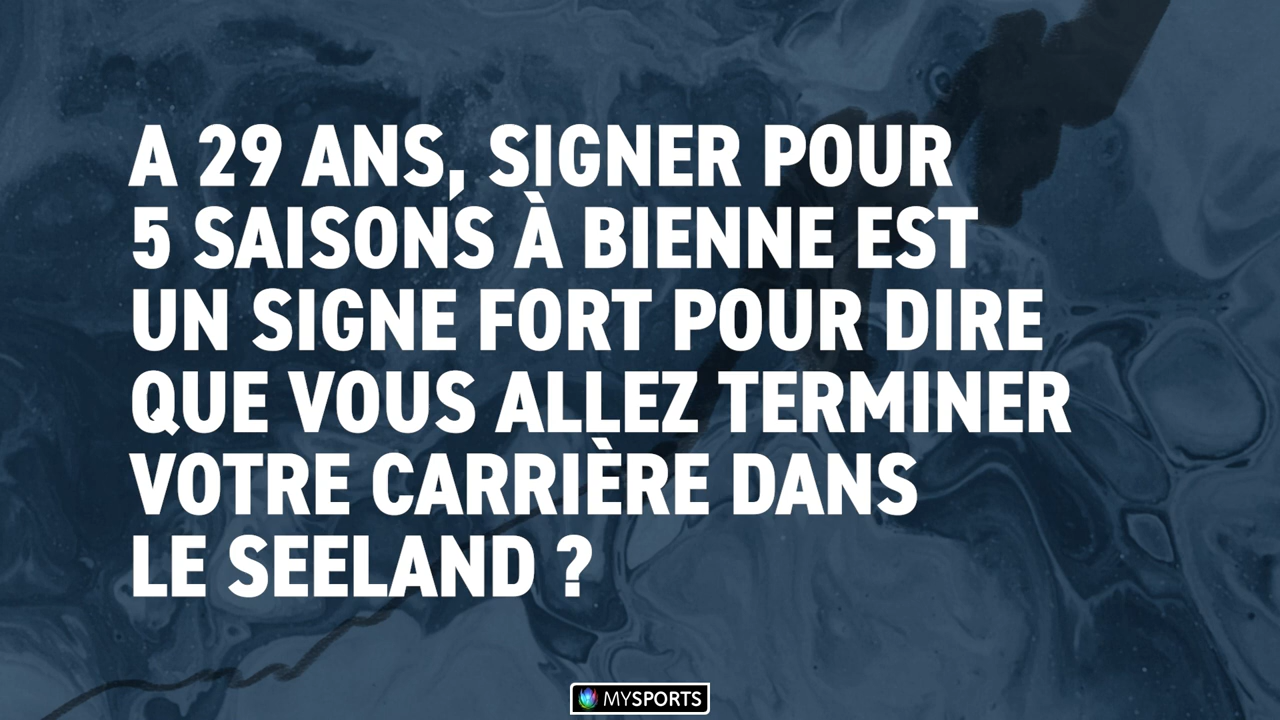 A 29 ANS, SIGNER POUR
5 SAISONS À BIENNE EST
UN SIGNE FORT POUR DIRE
QUE VOUS ALLEZ TERMINER
VOTRE CARRIÈRE DANS
LE SEELAND ?
MYSPORTS